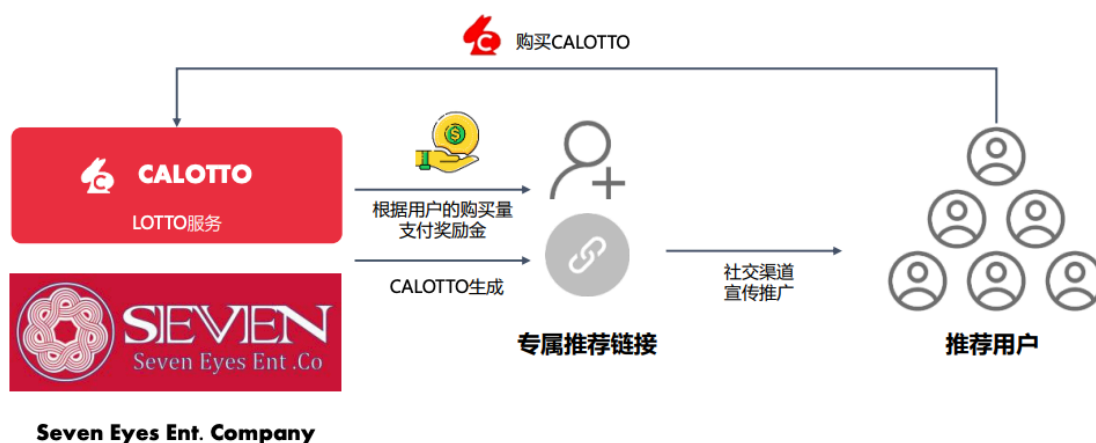 购买CALOTTO
CALOTTO
LOTTO服务
根据用户的购买量
支付奖励金
CALOTTO生成
社交渠道
宣传推广
SEVEN
Seven Eyes Ent .Co
专属推荐链接
推荐用户
Seven Eyes Ent. Company